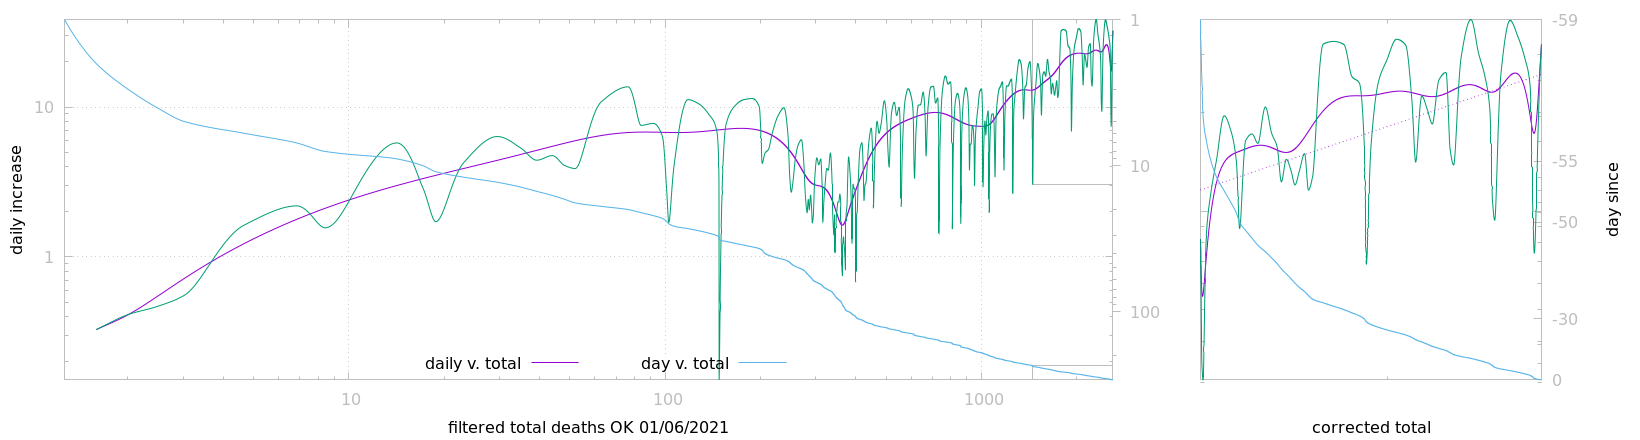 daily increase
10
1
daily v. total
day v. total
10
100
1000
filtered total deaths OK 01/06/2021
1
10
100
-59
-55
-50
-30
0
day since
corrected total